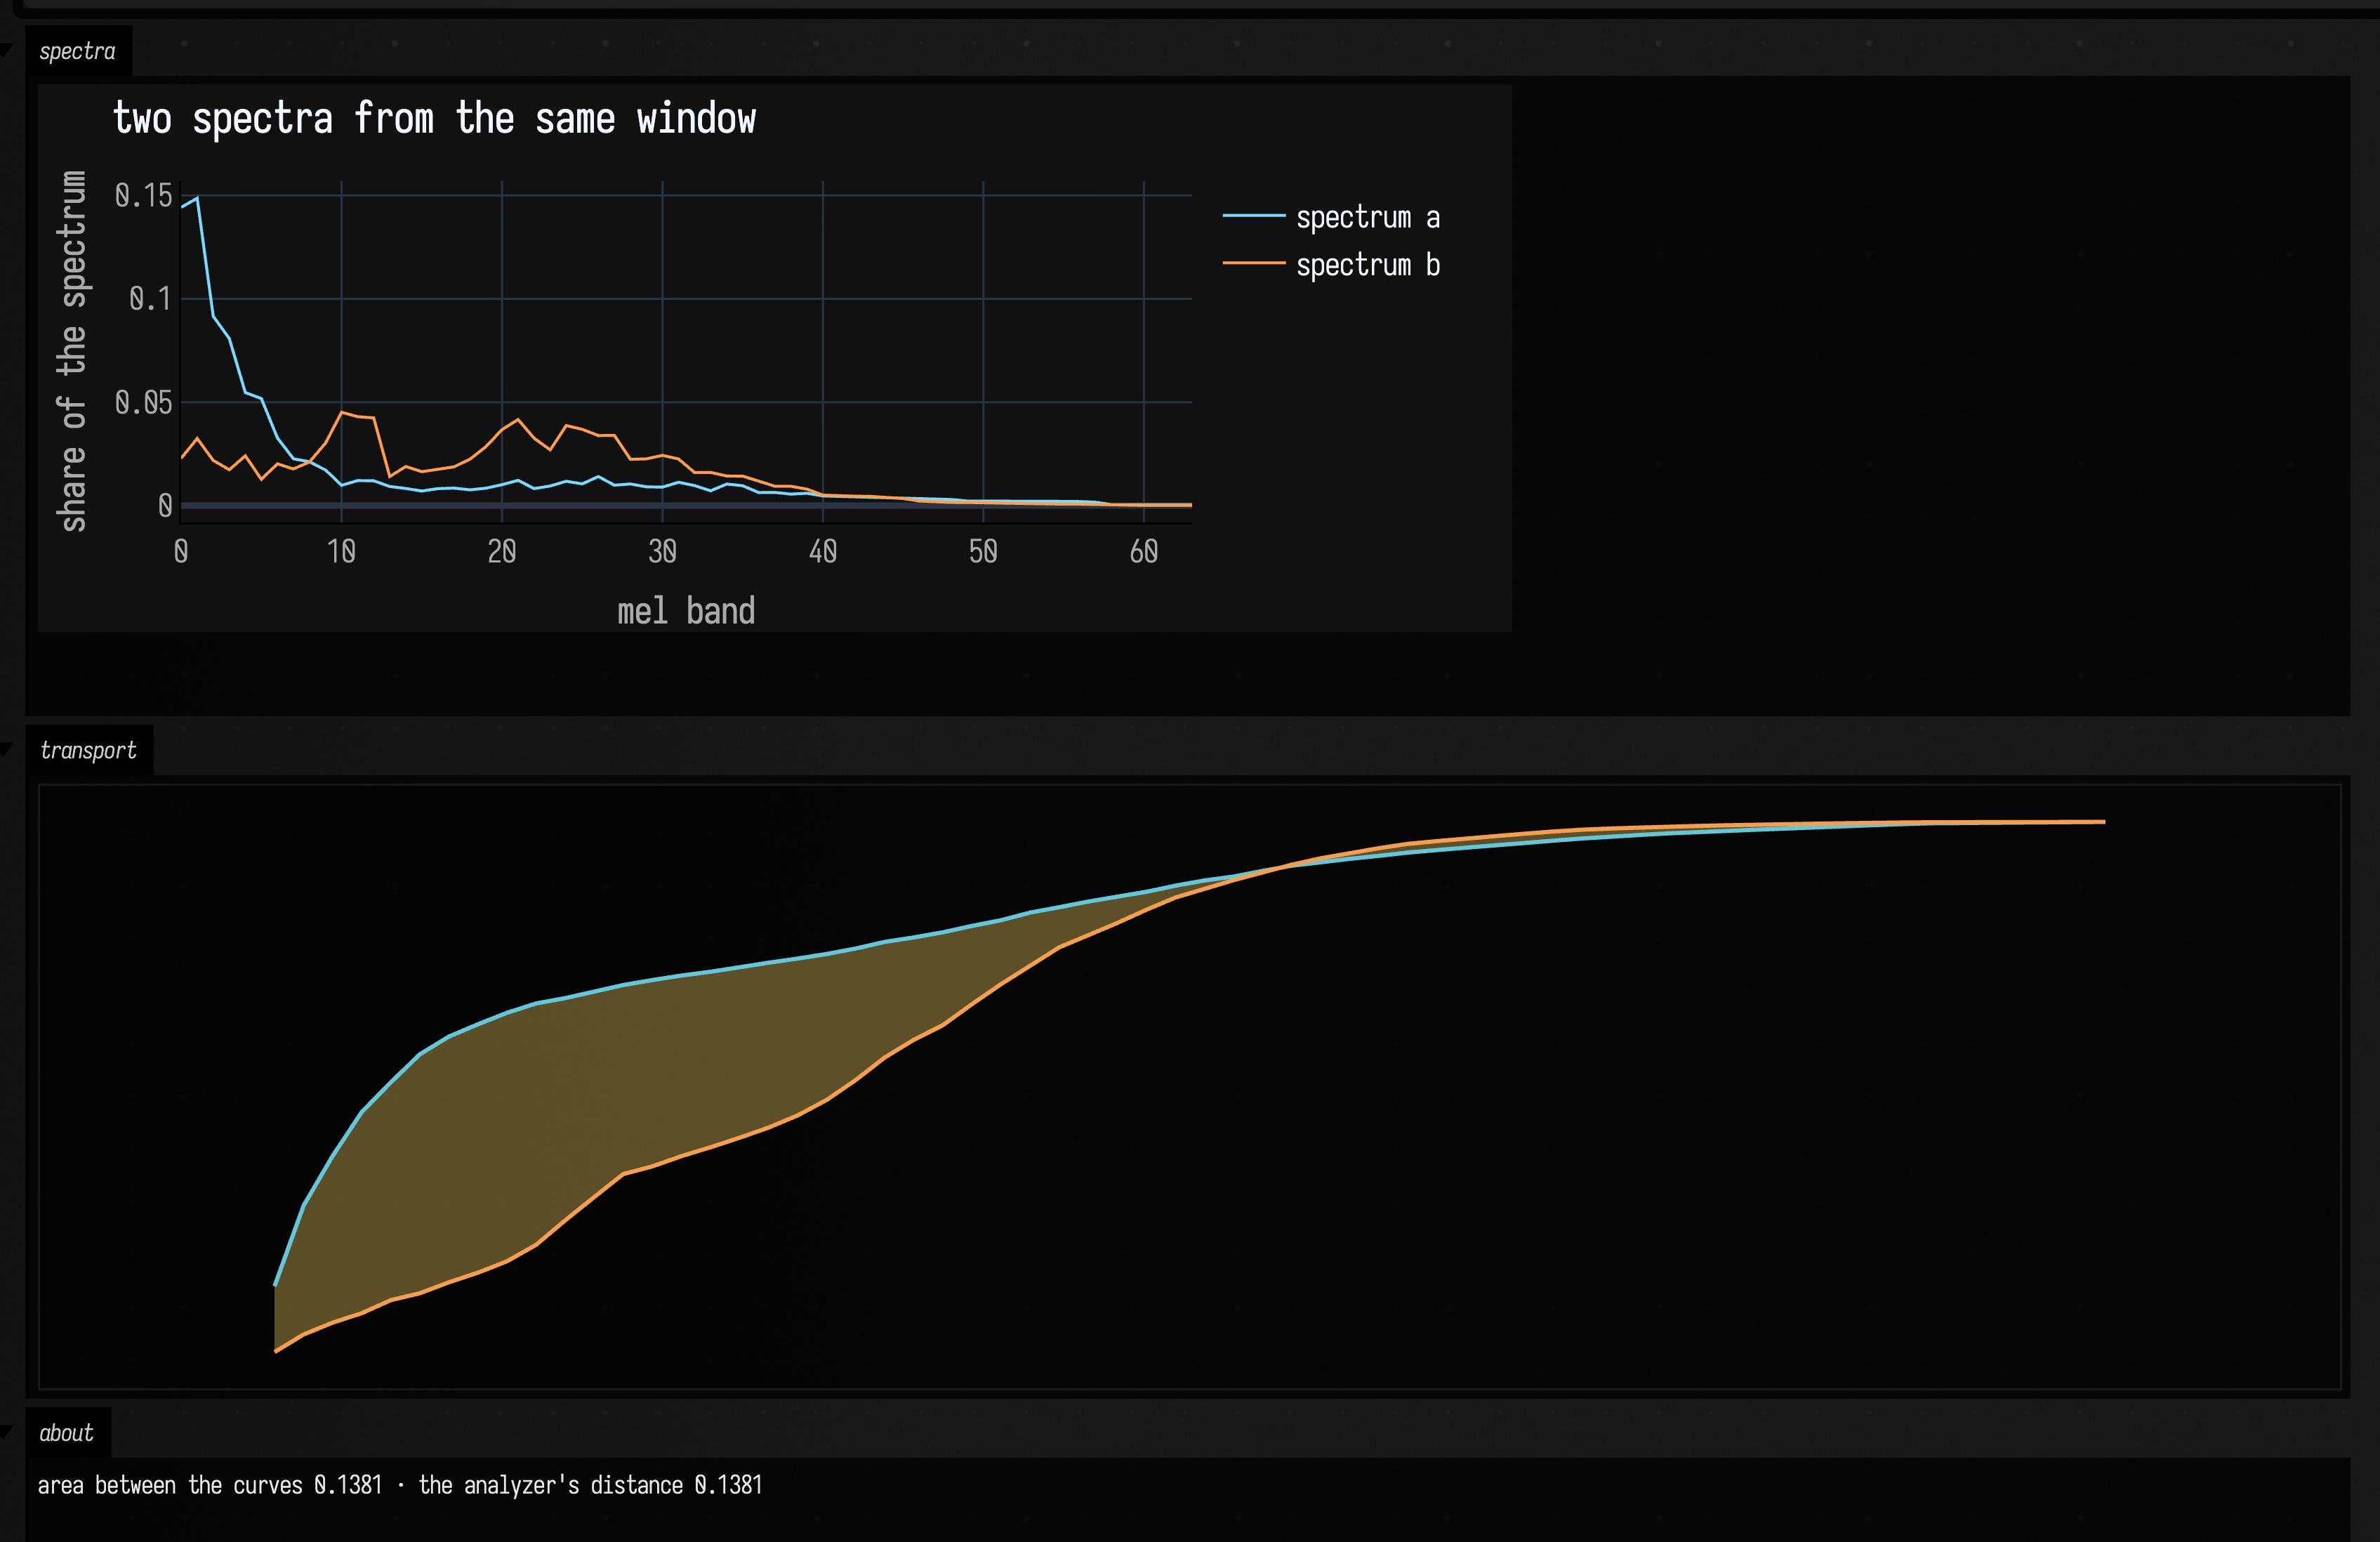 spectra
two spectra from the same window
share of the spectrum
0.15
0.1
0.05
0
0 10 20 30 40 50 60
mel band
spectrum a
spectrum b
transport
about
area between the curves 0.1381 · the analyzer's distance 0.1381